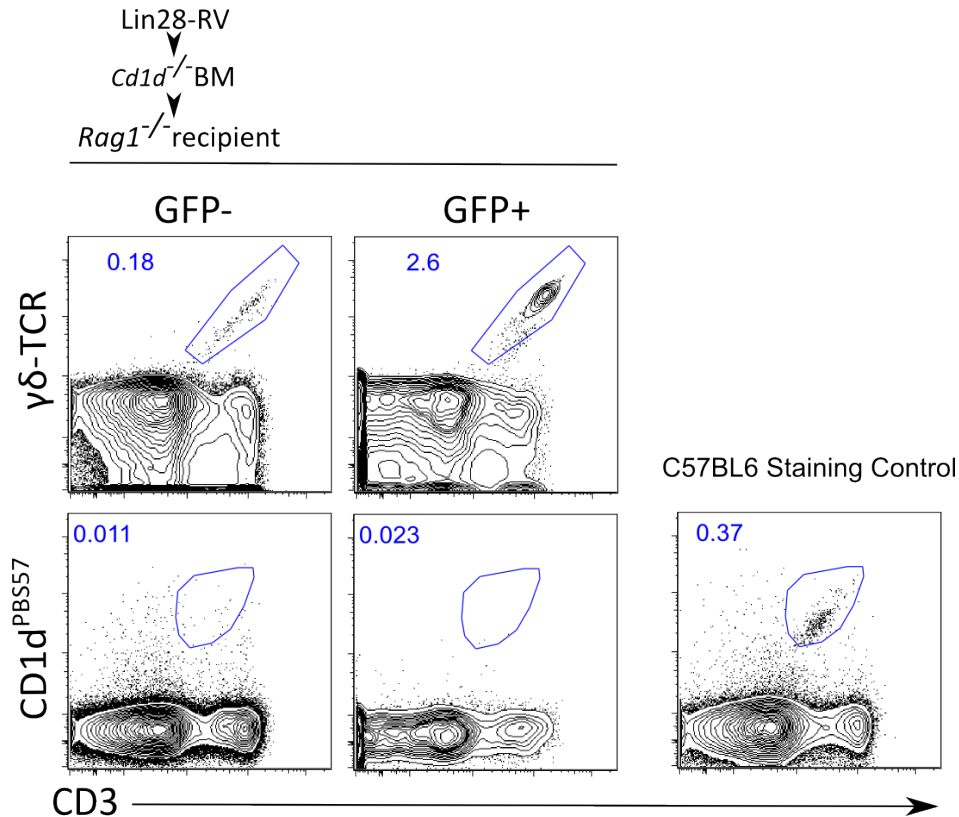 Lin28-RV
Cd1d-/-BM
Rag1-/-recipient
GFP-
GFP+
0.18
2.6
γδ-TCR
C57BL6 Staining Control
0.011
0.023
0.37
CD1dPBS57
CD3